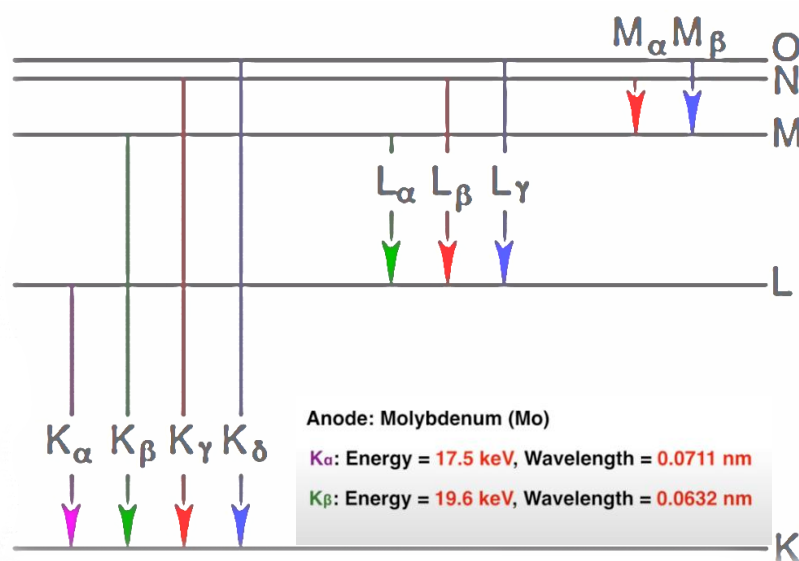 Mα Mβ O
N
M
Lα Lβ Lγ
L
Anode: Molybdenum (Mo)
Kα: Energy = 17.5 keV, Wavelength = 0.0711 nm
Kβ: Energy = 19.6 keV, Wavelength = 0.0632 nm
Kα Kβ Kγ Kδ
K